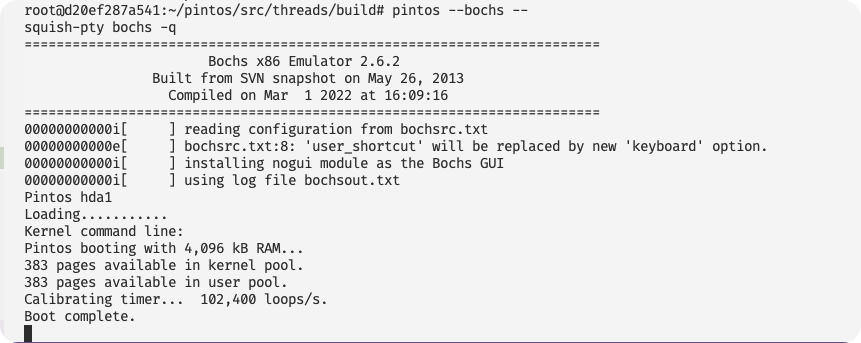 root@d20ef287a541:~/pintos/src/threads/build# pintos --bochs --
squish-pty bochs -q
========================================================================
Bochs x86 Emulator 2.6.2
Built from SVN snapshot on May 26, 2013
Compiled on Mar  1 2022 at 16:09:16
========================================================================
00000000000i[     ] reading configuration from bochsrc.txt
00000000000e[     ] bochsrc.txt:8: 'user_shortcut' will be replaced by new 'keyboard' option.
00000000000i[     ] installing nogui module as the Bochs GUI
00000000000i[     ] using log file bochsout.txt
Pintos hda1
Loading...........
Kernel command line:
Pintos booting with 4,096 kB RAM...
383 pages available in kernel pool.
383 pages available in user pool.
Calibrating timer...  102,400 loops/s.
Boot complete.